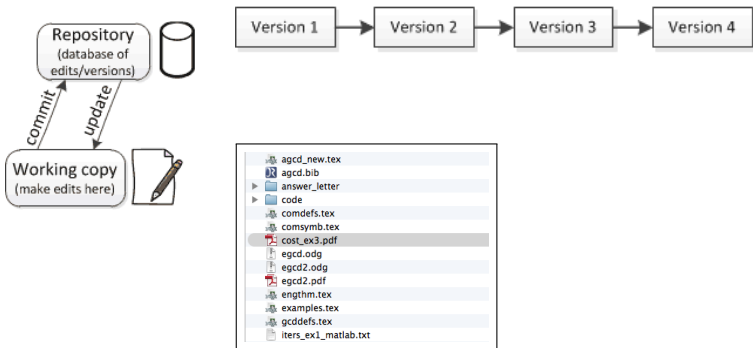 Repository
(database of
edits/versions)
commit
update
Working copy
(make edits here)
Version 1
Version 2
Version 3
Version 4
agcd_new.tex
agcd.bib
answer_letter
code
comdefs.tex
comsymb.tex
cost_ex3.pdf
egcd.odg
egcd2.odg
egcd2.pdf
engthm.tex
examples.tex
gcddefs.tex
iters_ex1_matlab.txt